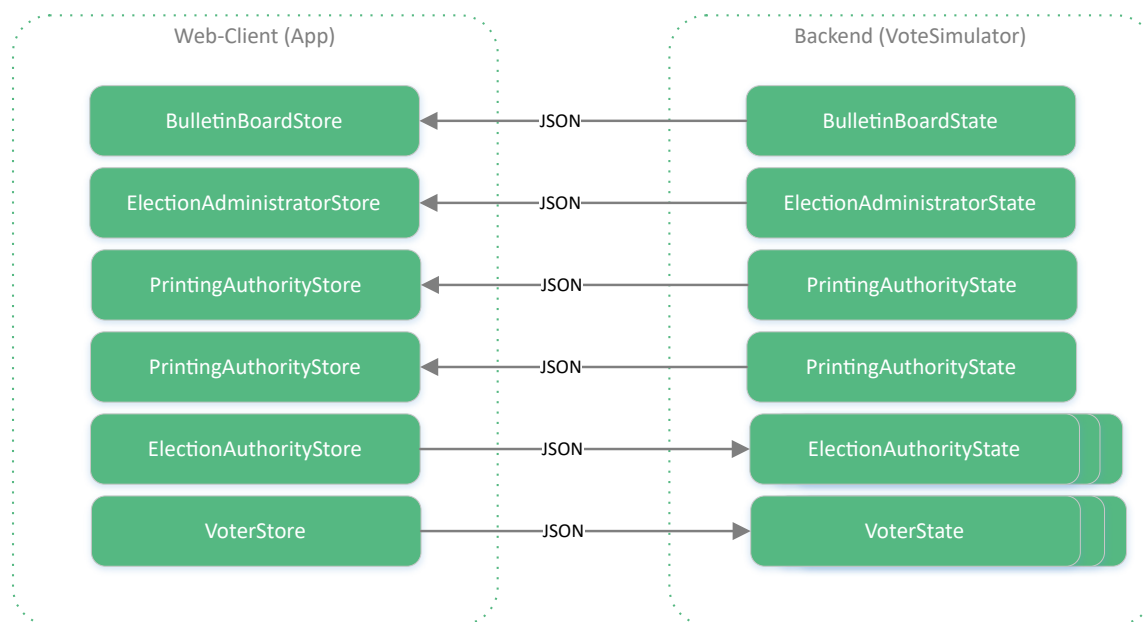 Web-Client (App)
Backend (VoteSimulator)
BulletinBoardStore
JSON
BulletinBoardState
ElectionAdministratorStore
JSON
ElectionAdministratorState
PrintingAuthorityStore
JSON
PrintingAuthorityState
PrintingAuthorityStore
JSON
PrintingAuthorityState
ElectionAuthorityStore
JSON
ElectionAuthorityState
VoterStore
JSON
VoterState